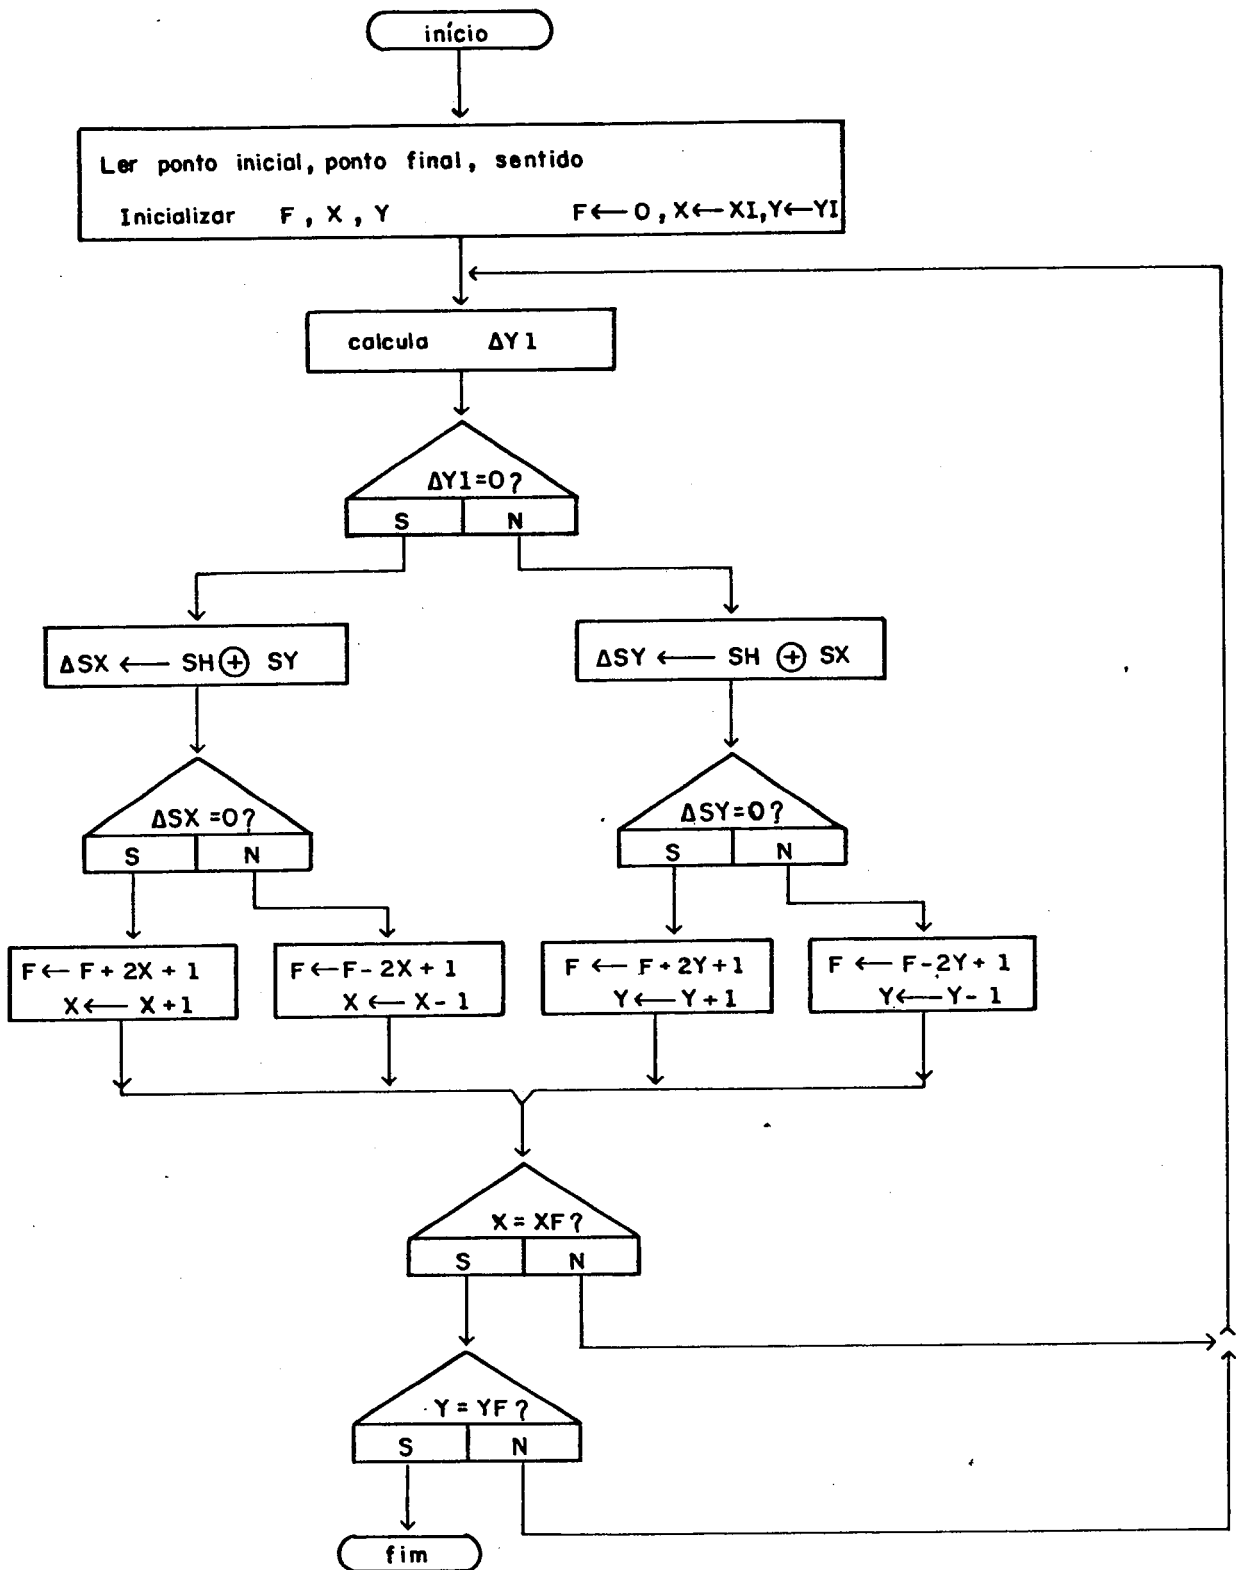 início
Ler ponto inicial, ponto final, sentido
Inicializar F, X, Y F ← O, X ← XI, Y ← YI
calcula ΔY1
ΔY1=0?
S N
ΔSX ← SH ⊕ SY
ΔSY ← SH ⊕ SX
ΔSX=0?
S N
ΔSY=0?
S N
F ← F + 2X + 1
X ← X + 1
F ← F - 2X + 1
X ← X - 1
F ← F + 2Y + 1
Y ← Y + 1
F ← F - 2Y + 1
Y ← Y - 1
X = XF?
S N
Y = YF?
S N
fim